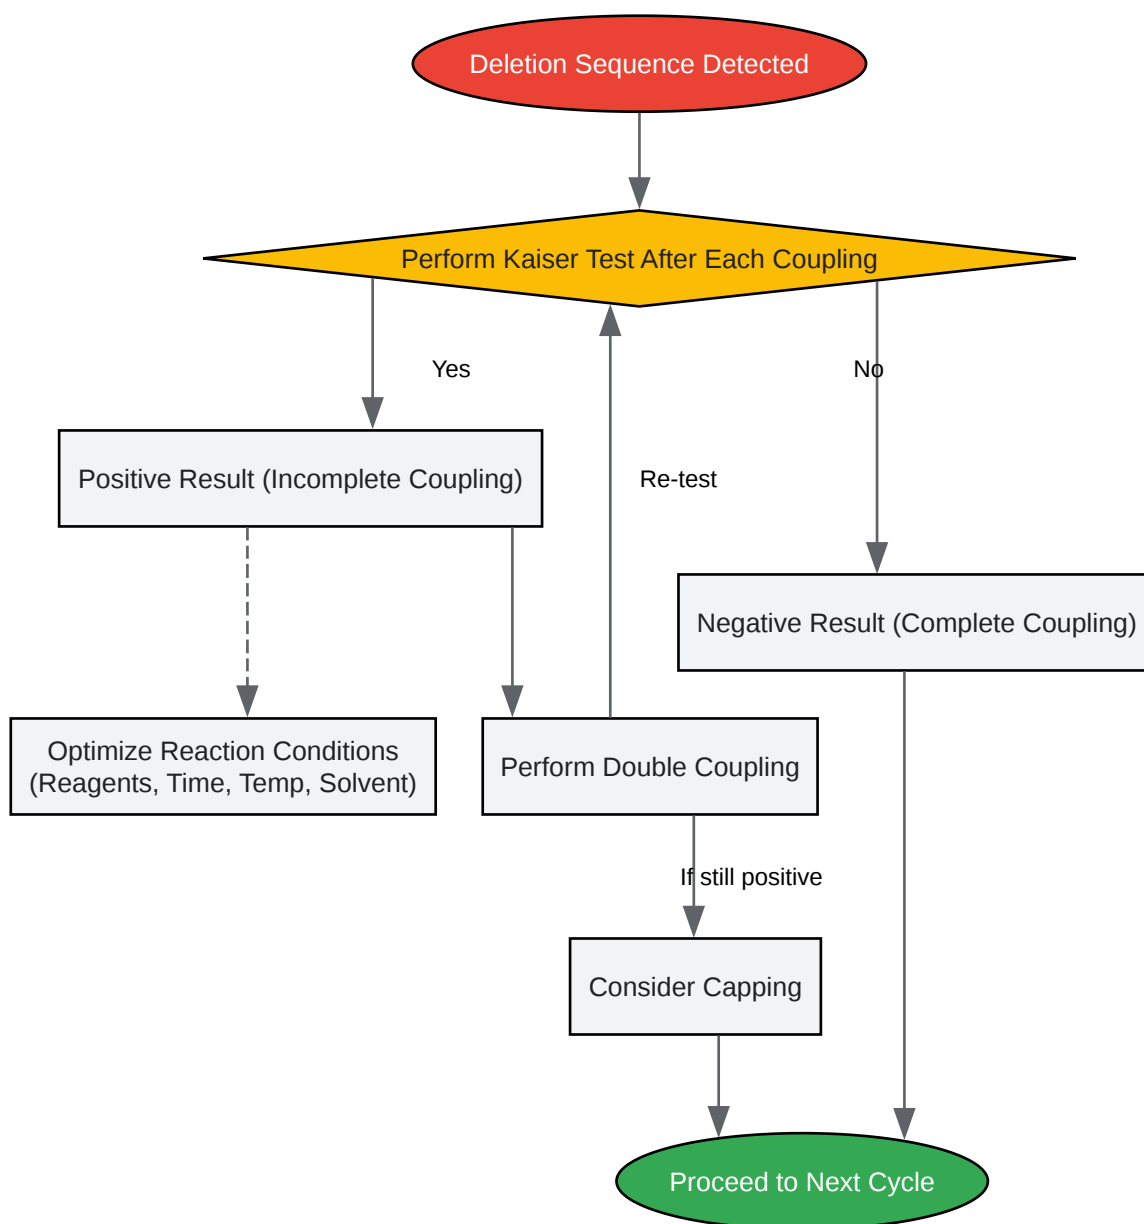 Deletion Sequence Detected
Perform Kaiser Test After Each Coupling
Yes
No
Positive Result (Incomplete Coupling)
Re-test
Negative Result (Complete Coupling)
Optimize Reaction Conditions
(Reagents, Time, Temp, Solvent)
Perform Double Coupling
If still positive
Consider Capping
Proceed to Next Cycle